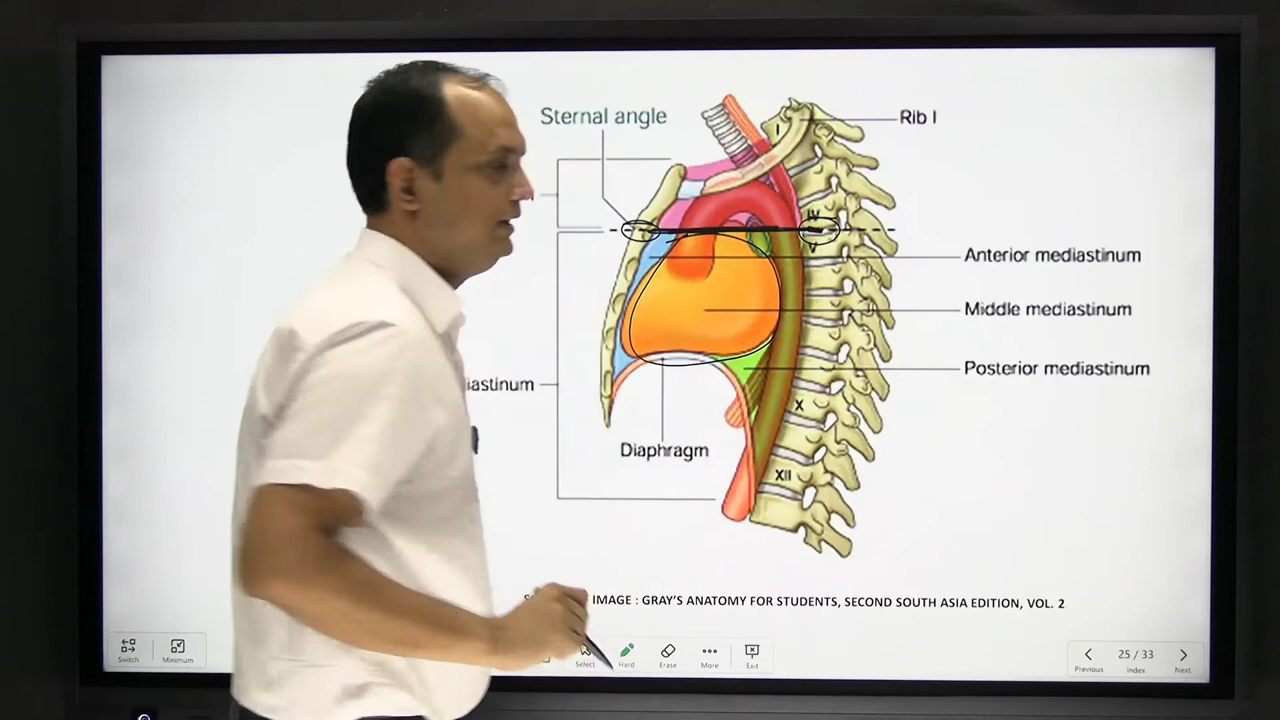 Sternal angle
Rib I
I
IV
V
Anterior mediastinum
Middle mediastinum
Posterior mediastinum
X
Diaphragm
XII
IMAGE : GRAY'S ANATOMY FOR STUDENTS, SECOND SOUTH ASIA EDITION, VOL. 2
Switch
Minimum
Select
Hard
Erase
More
Exit
Previous
25 / 33
Index
Next